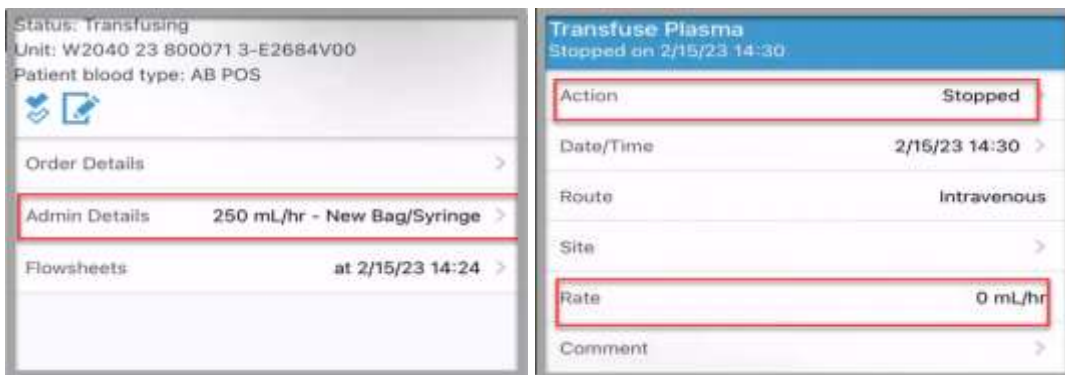 Status: Transfusing
Unit: W2040 23 800071 3-E2684V00
Patient blood type: AB POS
Order Details
Admin Details 250 mL/hr - New Bag/Syringe
Flowsheets at 2/15/23 14:24
Transfuse Plasma
Stopped on 2/15/23 14:30
Action Stopped
Date/Time 2/15/23 14:30
Route Intravenous
Site
Rate 0 mL/hr
Comment